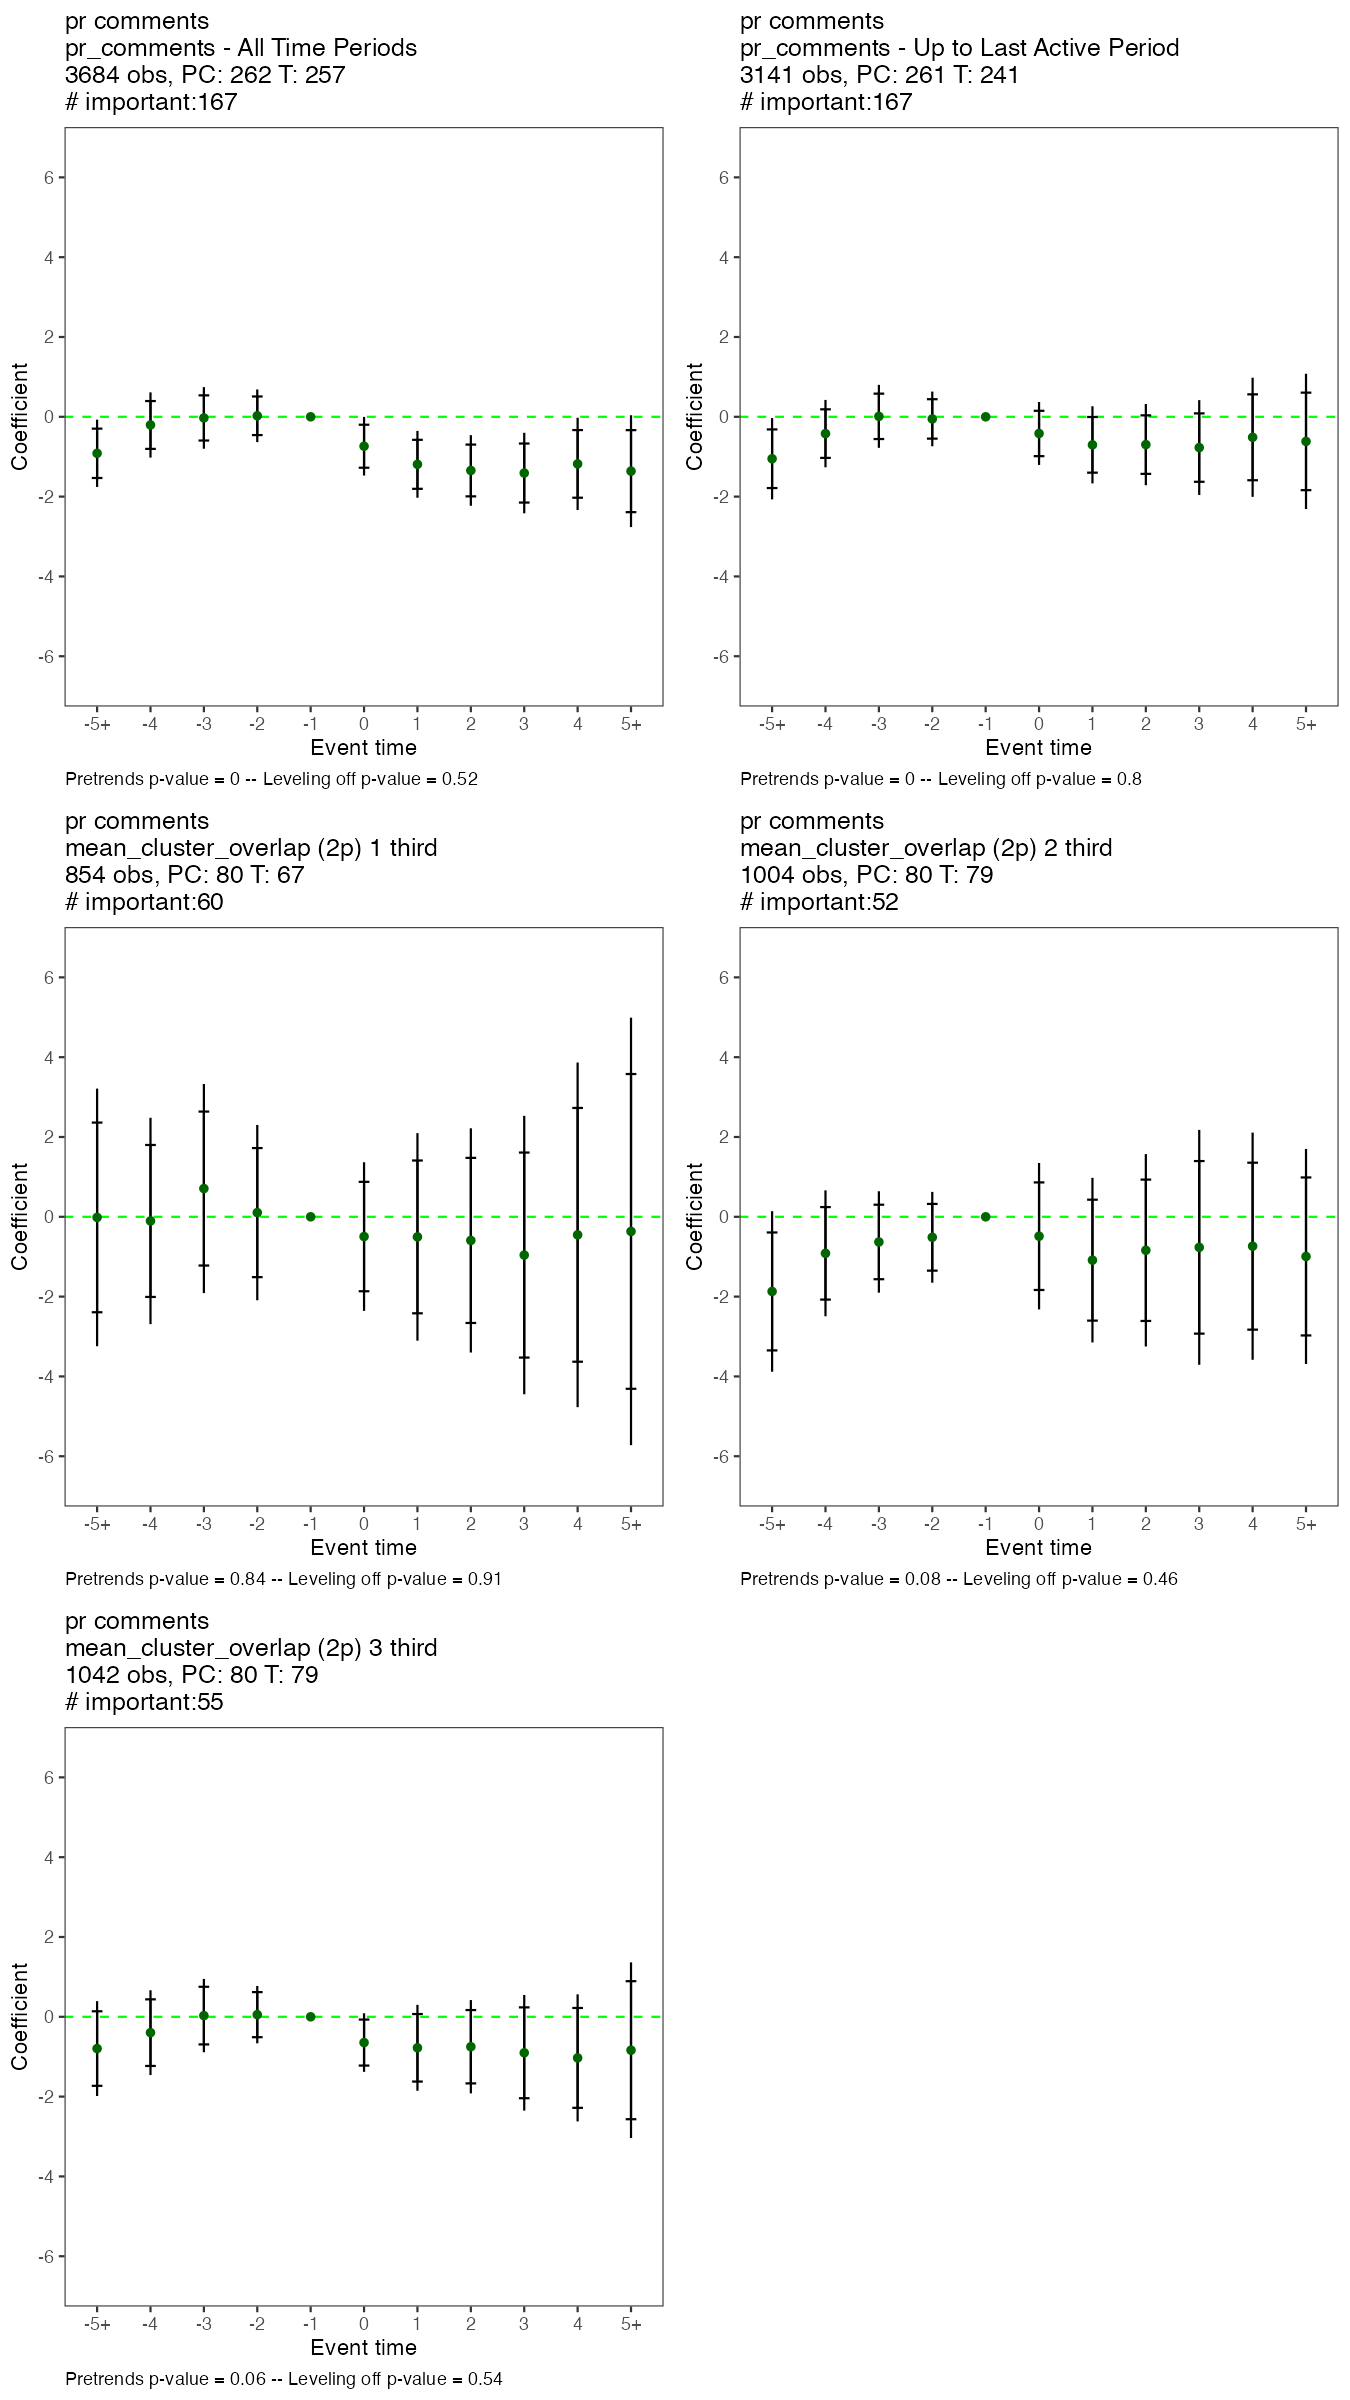 pr comments
pr_comments - All Time Periods
3684 obs, PC: 262 T: 257
# important:167
6
4
2
0
-2
-4
-6
Coefficient
-5+ -4 -3 -2 -1 0 1 2 3 4 5+
Event time
Pretrends p-value = 0 -- Leveling off p-value = 0.52
pr comments
pr_comments - Up to Last Active Period
3141 obs, PC: 261 T: 241
# important:167
6
4
2
0
-2
-4
-6
Coefficient
-5+ -4 -3 -2 -1 0 1 2 3 4 5+
Event time
Pretrends p-value = 0 -- Leveling off p-value = 0.8
pr comments
mean_cluster_overlap (2p) 1 third
854 obs, PC: 80 T: 67
# important:60
6
4
2
0
-2
-4
-6
Coefficient
-5+ -4 -3 -2 -1 0 1 2 3 4 5+
Event time
Pretrends p-value = 0.84 -- Leveling off p-value = 0.91
pr comments
mean_cluster_overlap (2p) 2 third
1004 obs, PC: 80 T: 79
# important:52
6
4
2
0
-2
-4
-6
Coefficient
-5+ -4 -3 -2 -1 0 1 2 3 4 5+
Event time
Pretrends p-value = 0.08 -- Leveling off p-value = 0.46
pr comments
mean_cluster_overlap (2p) 3 third
1042 obs, PC: 80 T: 79
# important:55
6
4
2
0
-2
-4
-6
Coefficient
-5+ -4 -3 -2 -1 0 1 2 3 4 5+
Event time
Pretrends p-value = 0.06 -- Leveling off p-value = 0.54